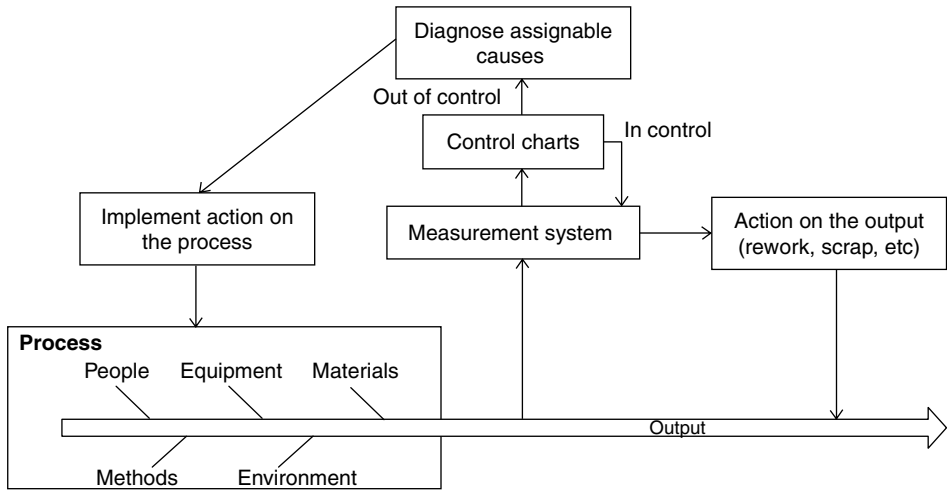 Diagnose assignable
causes
Out of control
In control
Control charts
Implement action on
the process
Measurement system
Action on the output
(rework, scrap, etc)
Process
People
Equipment
Materials
Output
Methods
Environment